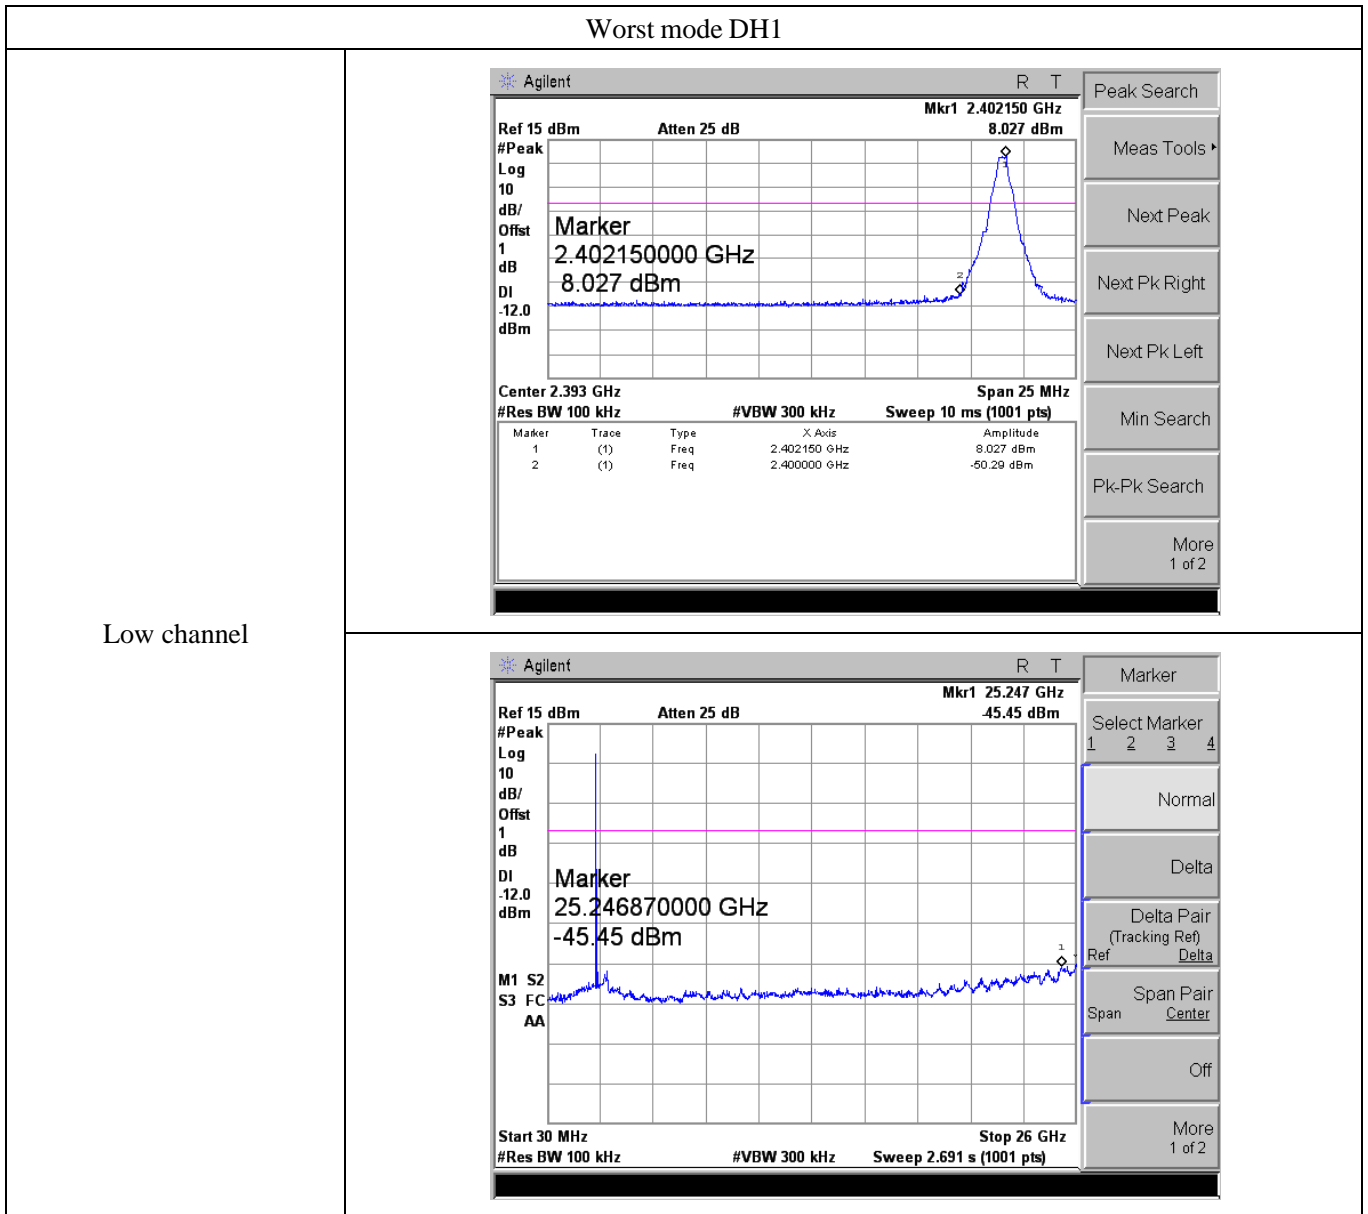 Worst mode DH1
Low channel
Agilent R T
Peak Search
Mkr1 2.402150 GHz
Ref 15 dBm Atten 25 dB 8.027 dBm
#Peak
Log
10
dB/
Offst
1
dB
DI
-12.0
dBm
Marker
2.402150000 GHz
8.027 dBm
1
2
Center 2.393 GHz Span 25 MHz
#Res BW 100 kHz #VBW 300 kHz Sweep 10 ms (1001 pts)
Marker Trace Type X Axis Amplitude
1 (1) Freq 2.402150 GHz 8.027 dBm
2 (1) Freq 2.400000 GHz -50.29 dBm
Meas Tools
Next Peak
Next Pk Right
Next Pk Left
Min Search
Pk-Pk Search
More
1 of 2
Agilent R T
Marker
Mkr1 25.247 GHz
Ref 15 dBm Atten 25 dB -45.45 dBm
#Peak
Log
10
dB/
Offst
1
dB
DI
-12.0
dBm
Marker
25.246870000 GHz
-45.45 dBm
1
M1 S2
S3 FC
AA
Start 30 MHz Stop 26 GHz
#Res BW 100 kHz #VBW 300 kHz Sweep 2.691 s (1001 pts)
Select Marker
1 2 3 4
Normal
Delta
Delta Pair
(Tracking Ref)
Ref Delta
Span Pair
Span Center
Off
More
1 of 2